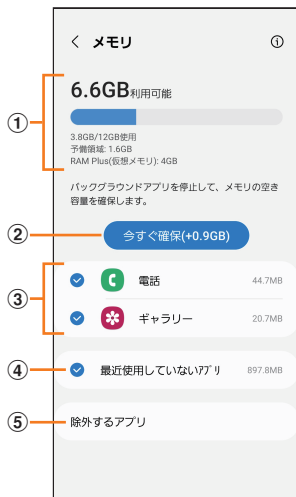 メモリ
6.6GB利用可能
①
3.8GB/12GB使用
予備領域: 1.6GB
RAM Plus(仮想メモリ): 4GB
バックグラウンドアプリを停止して、メモリの空き
容量を確保します。
② 今すぐ確保(+0.9GB)
電話 44.7MB
③
ギャラリー 20.7MB
④ 最近使用していないｱﾌﾟﾘ 897.8MB
⑤ 除外するアプリ